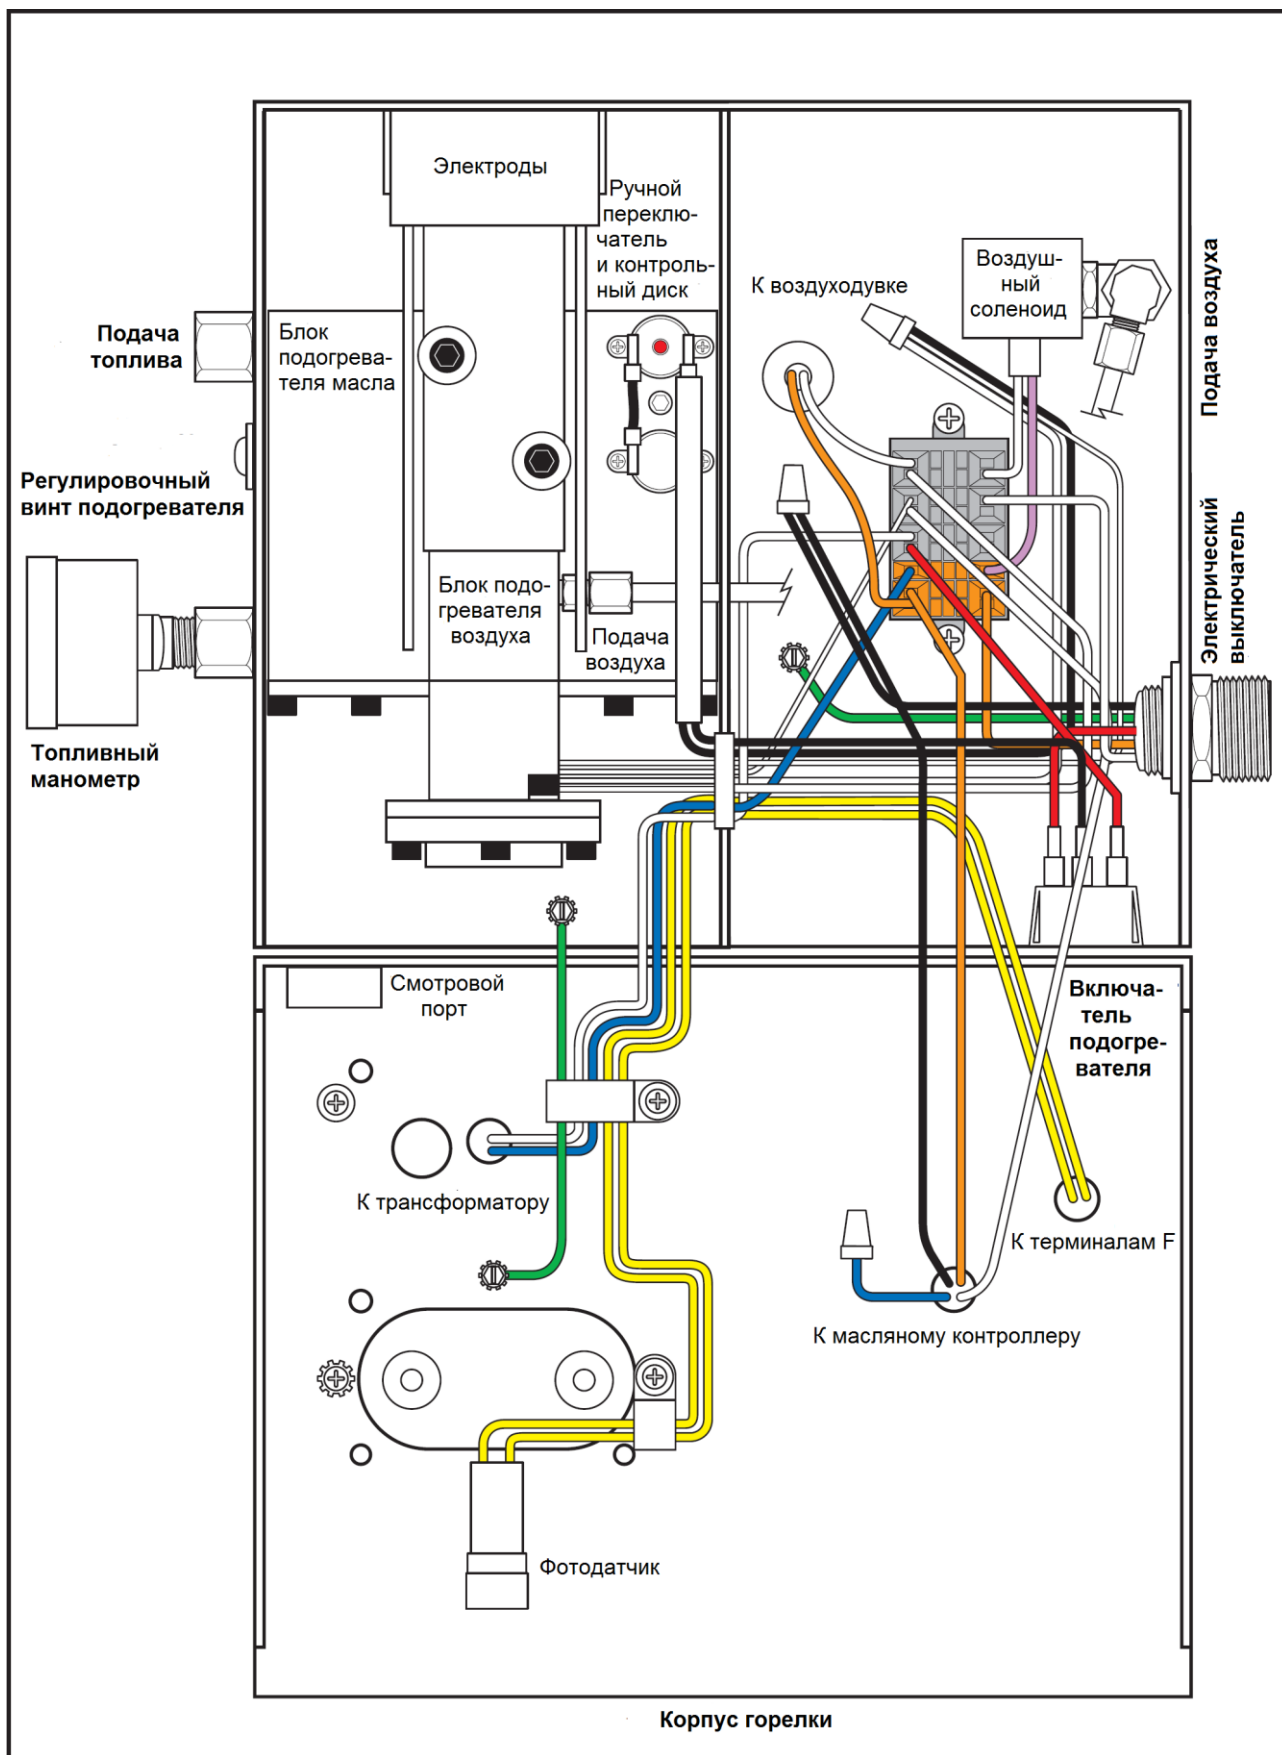 Электроды
Ручной
переклю-
чатель
и контроль-
ный диск
К воздуходувке
Воздуш-
ный
соленоид
Подача воздуха
Подача
топлива
Блок
подогрева-
теля масла
Регулировочный
винт подогревателя
Электрический
выключатель
Блок подо-
гревателя
воздуха
Подача
воздуха
Топливный
манометр
Смотровой
порт
Включа-
тель
подогре-
вателя
К трансформатору
К терминалам F
К масляному контроллеру
Фотодатчик
Корпус горелки